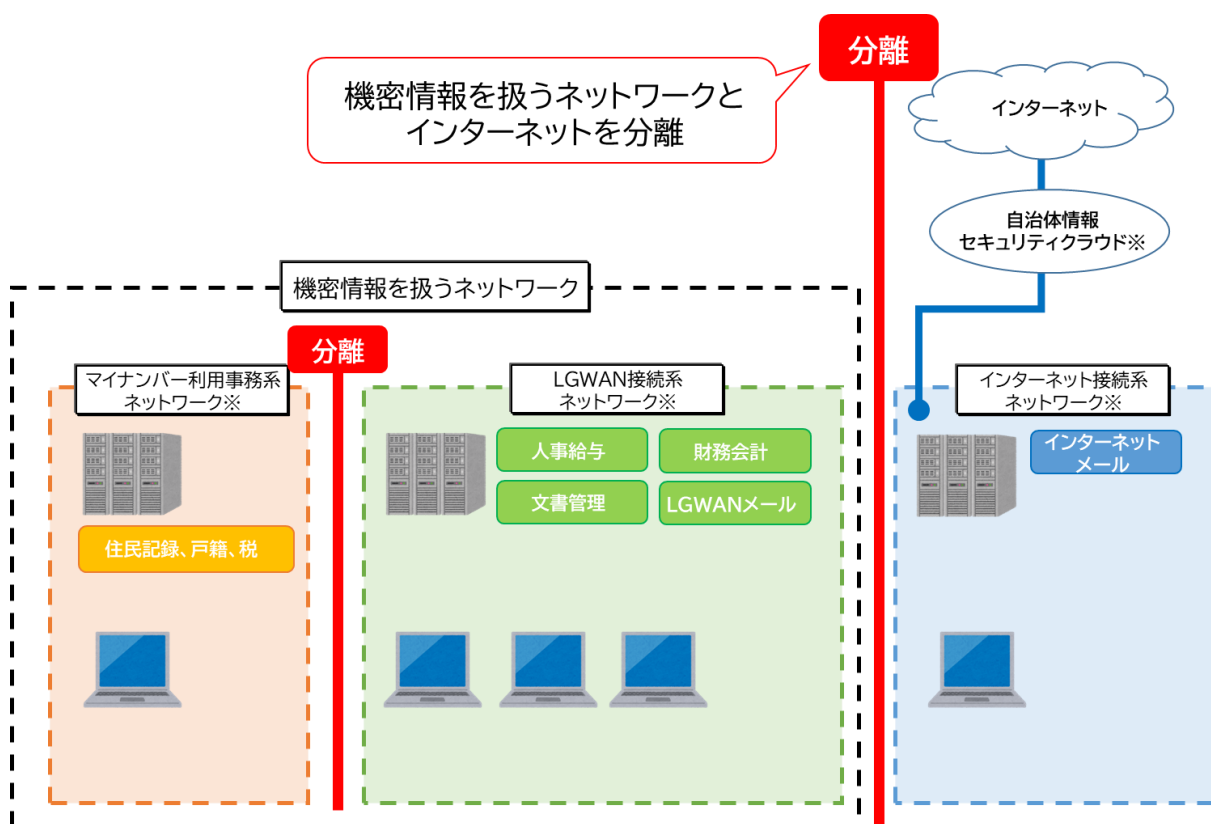 分離
機密情報を扱うネットワークと
インターネットを分離
インターネット
自治体情報
セキュリティクラウド※
機密情報を扱うネットワーク
分離
マイナンバー利用事務系
ネットワーク※
LGWAN接続系
ネットワーク※
インターネット接続系
ネットワーク※
人事給与
財務会計
文書管理
LGWANメール
インターネット
メール
住民記録、戸籍、税